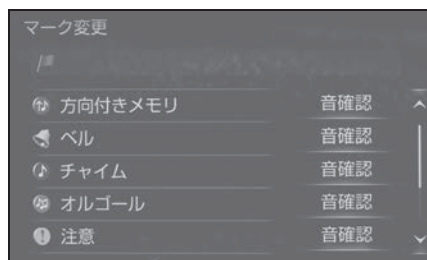 マーク変更
方向付きメモリ 音確認
ベル 音確認
チャイム 音確認
オルゴール 音確認
注意 音確認